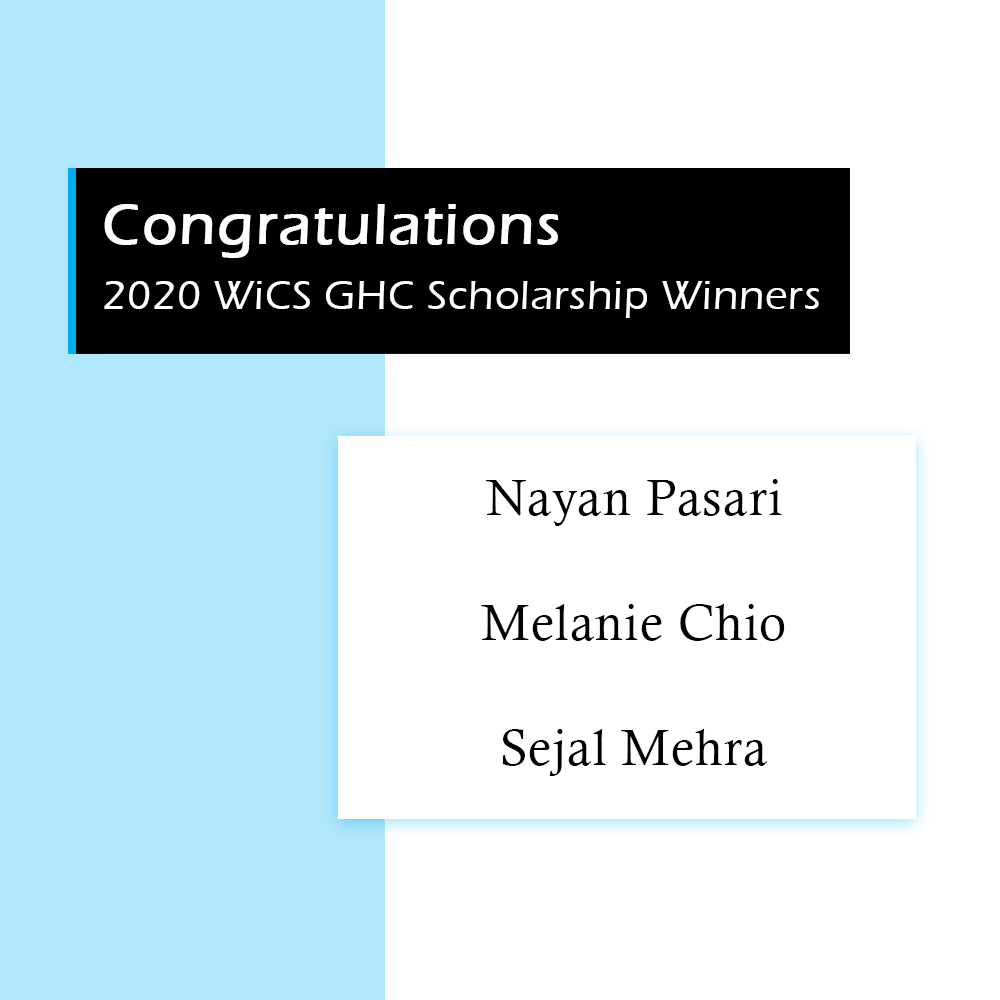 Congratulations
2020 WiCS GHC Scholarship Winners
Nayan Pasari
Melanie Chio
Sejal Mehra